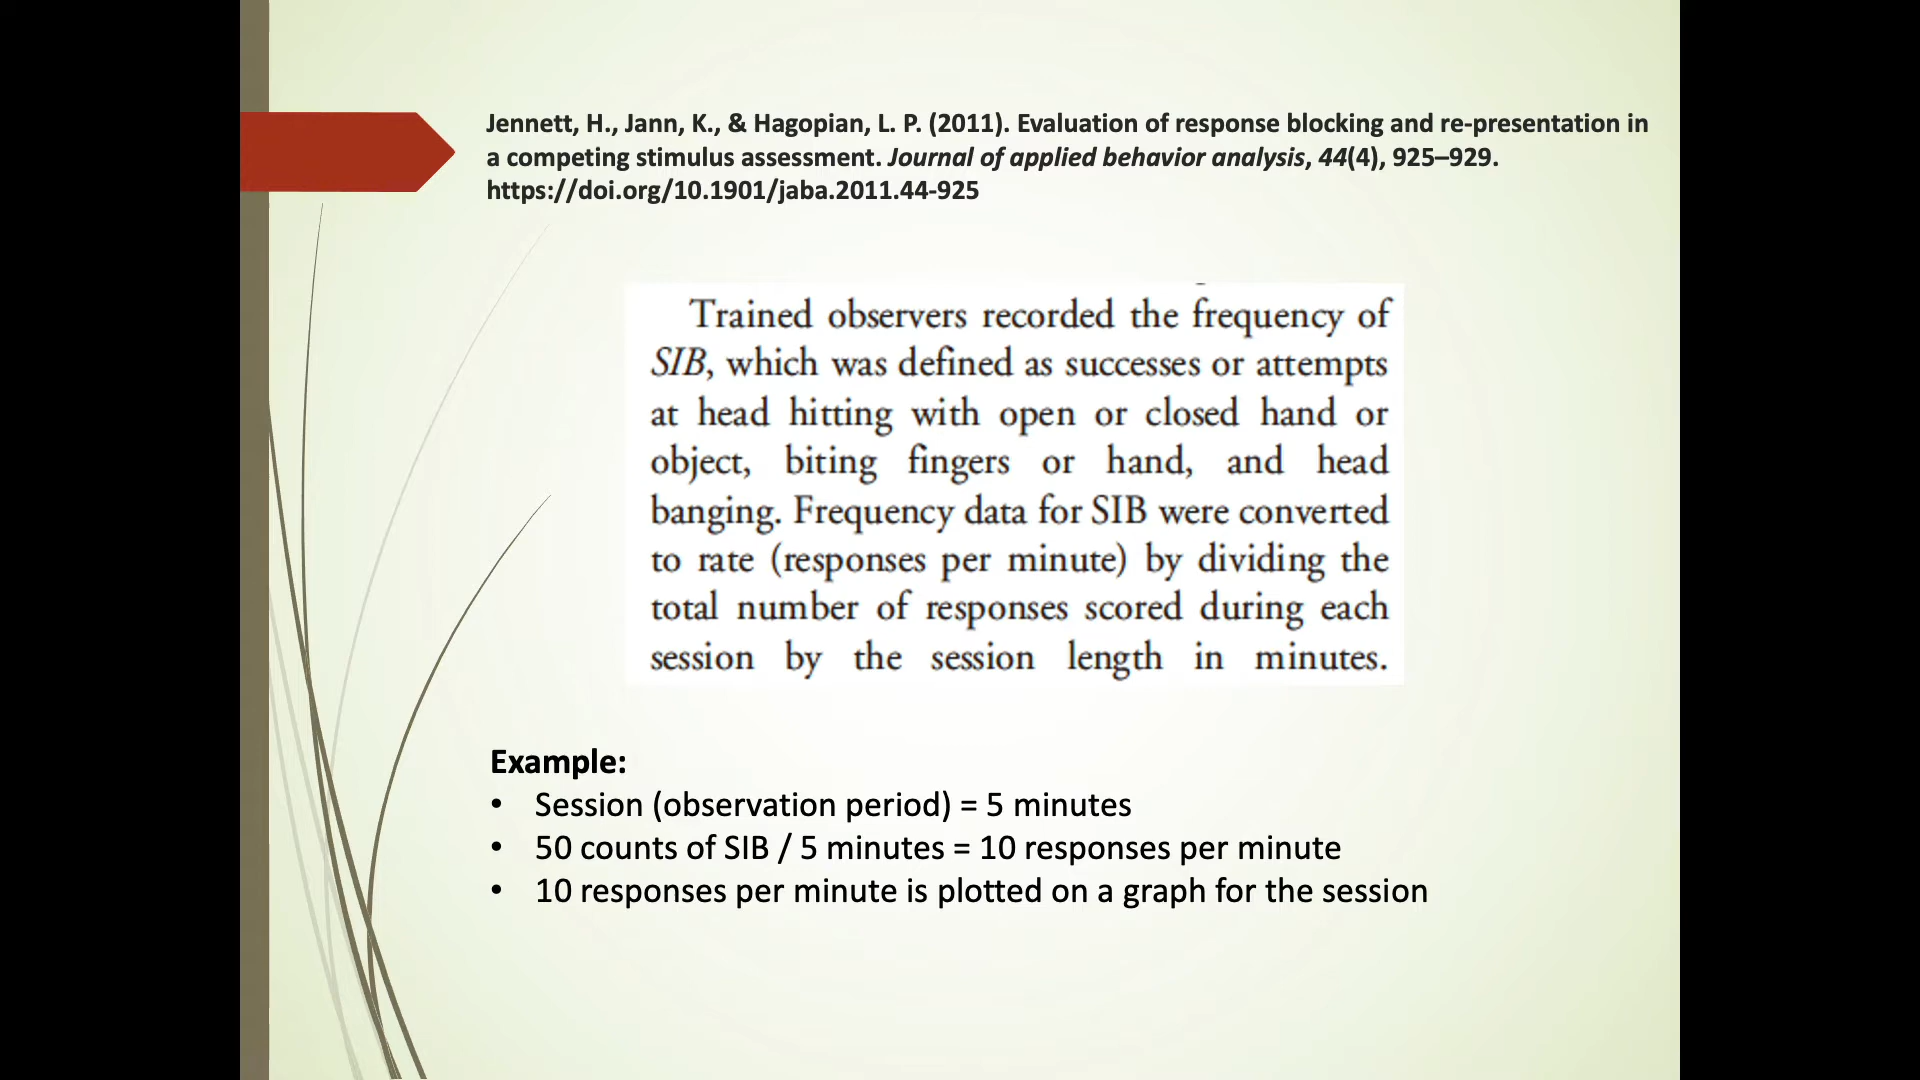 Jennett, H., Jann, K., & Hagopian, L. P. (2011). Evaluation of response blocking and re-presentation in
a competing stimulus assessment. Journal of applied behavior analysis, 44(4), 925–929.
https://doi.org/10.1901/jaba.2011.44-925
Trained observers recorded the frequency of
SIB, which was defined as successes or attempts
at head hitting with open or closed hand or
object, biting fingers or hand, and head
banging. Frequency data for SIB were converted
to rate (responses per minute) by dividing the
total number of responses scored during each
session by the session length in minutes.
Example:
• Session (observation period) = 5 minutes
• 50 counts of SIB / 5 minutes = 10 responses per minute
• 10 responses per minute is plotted on a graph for the session